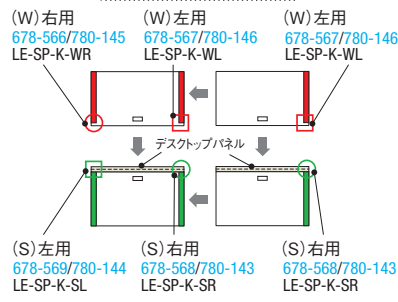 (W)右用
678-566/780-145
LE-SP-K-WR
(W)左用
678-567/780-146
LE-SP-K-WL
(W)左用
678-567/780-146
LE-SP-K-WL
デスクトップパネル
(S)左用
678-569/780-144
LE-SP-K-SL
(S)右用
678-568/780-143
LE-SP-K-SR
(S)右用
678-568/780-143
LE-SP-K-SR